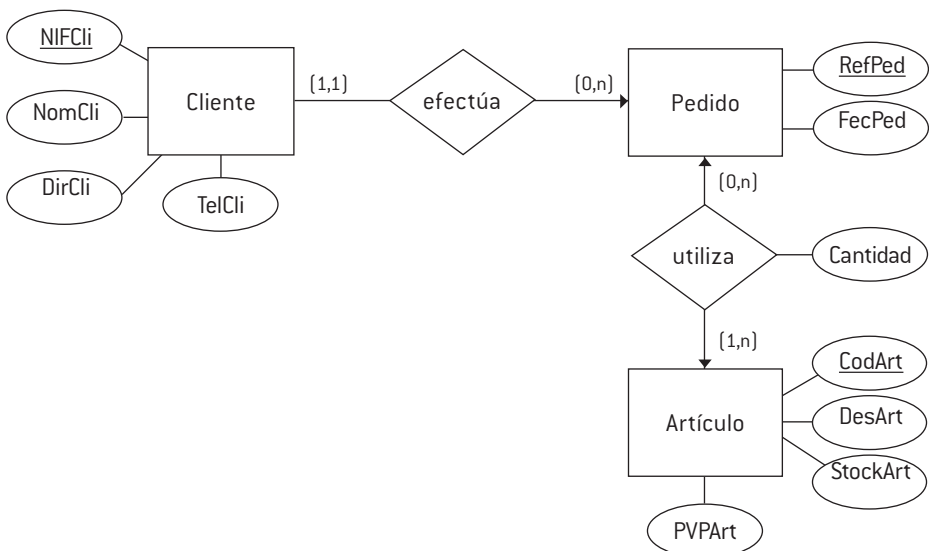 NIFCli
NomCli
DirCli
TelCli
Cliente
(1,1)
efectúa
(0,n)
Pedido
RefPed
FecPed
(0,n)
utiliza
Cantidad
(1,n)
Artículo
CodArt
DesArt
StockArt
PVPArt